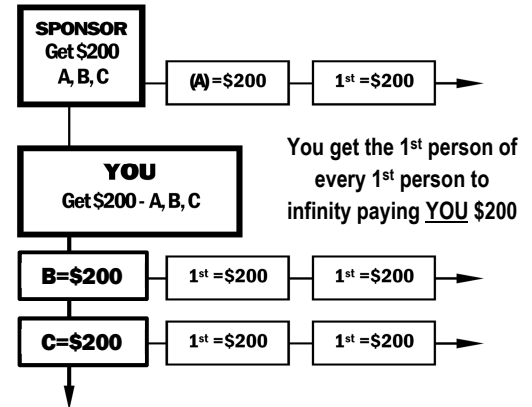 SPONSOR
Get $200
A, B, C
(A)=$200
1st =$200
You get the 1st person of
every 1st person to
infinity paying YOU $200
YOU
Get $200 - A, B, C
B=$200
1st =$200
1st =$200
C=$200
1st =$200
1st =$200